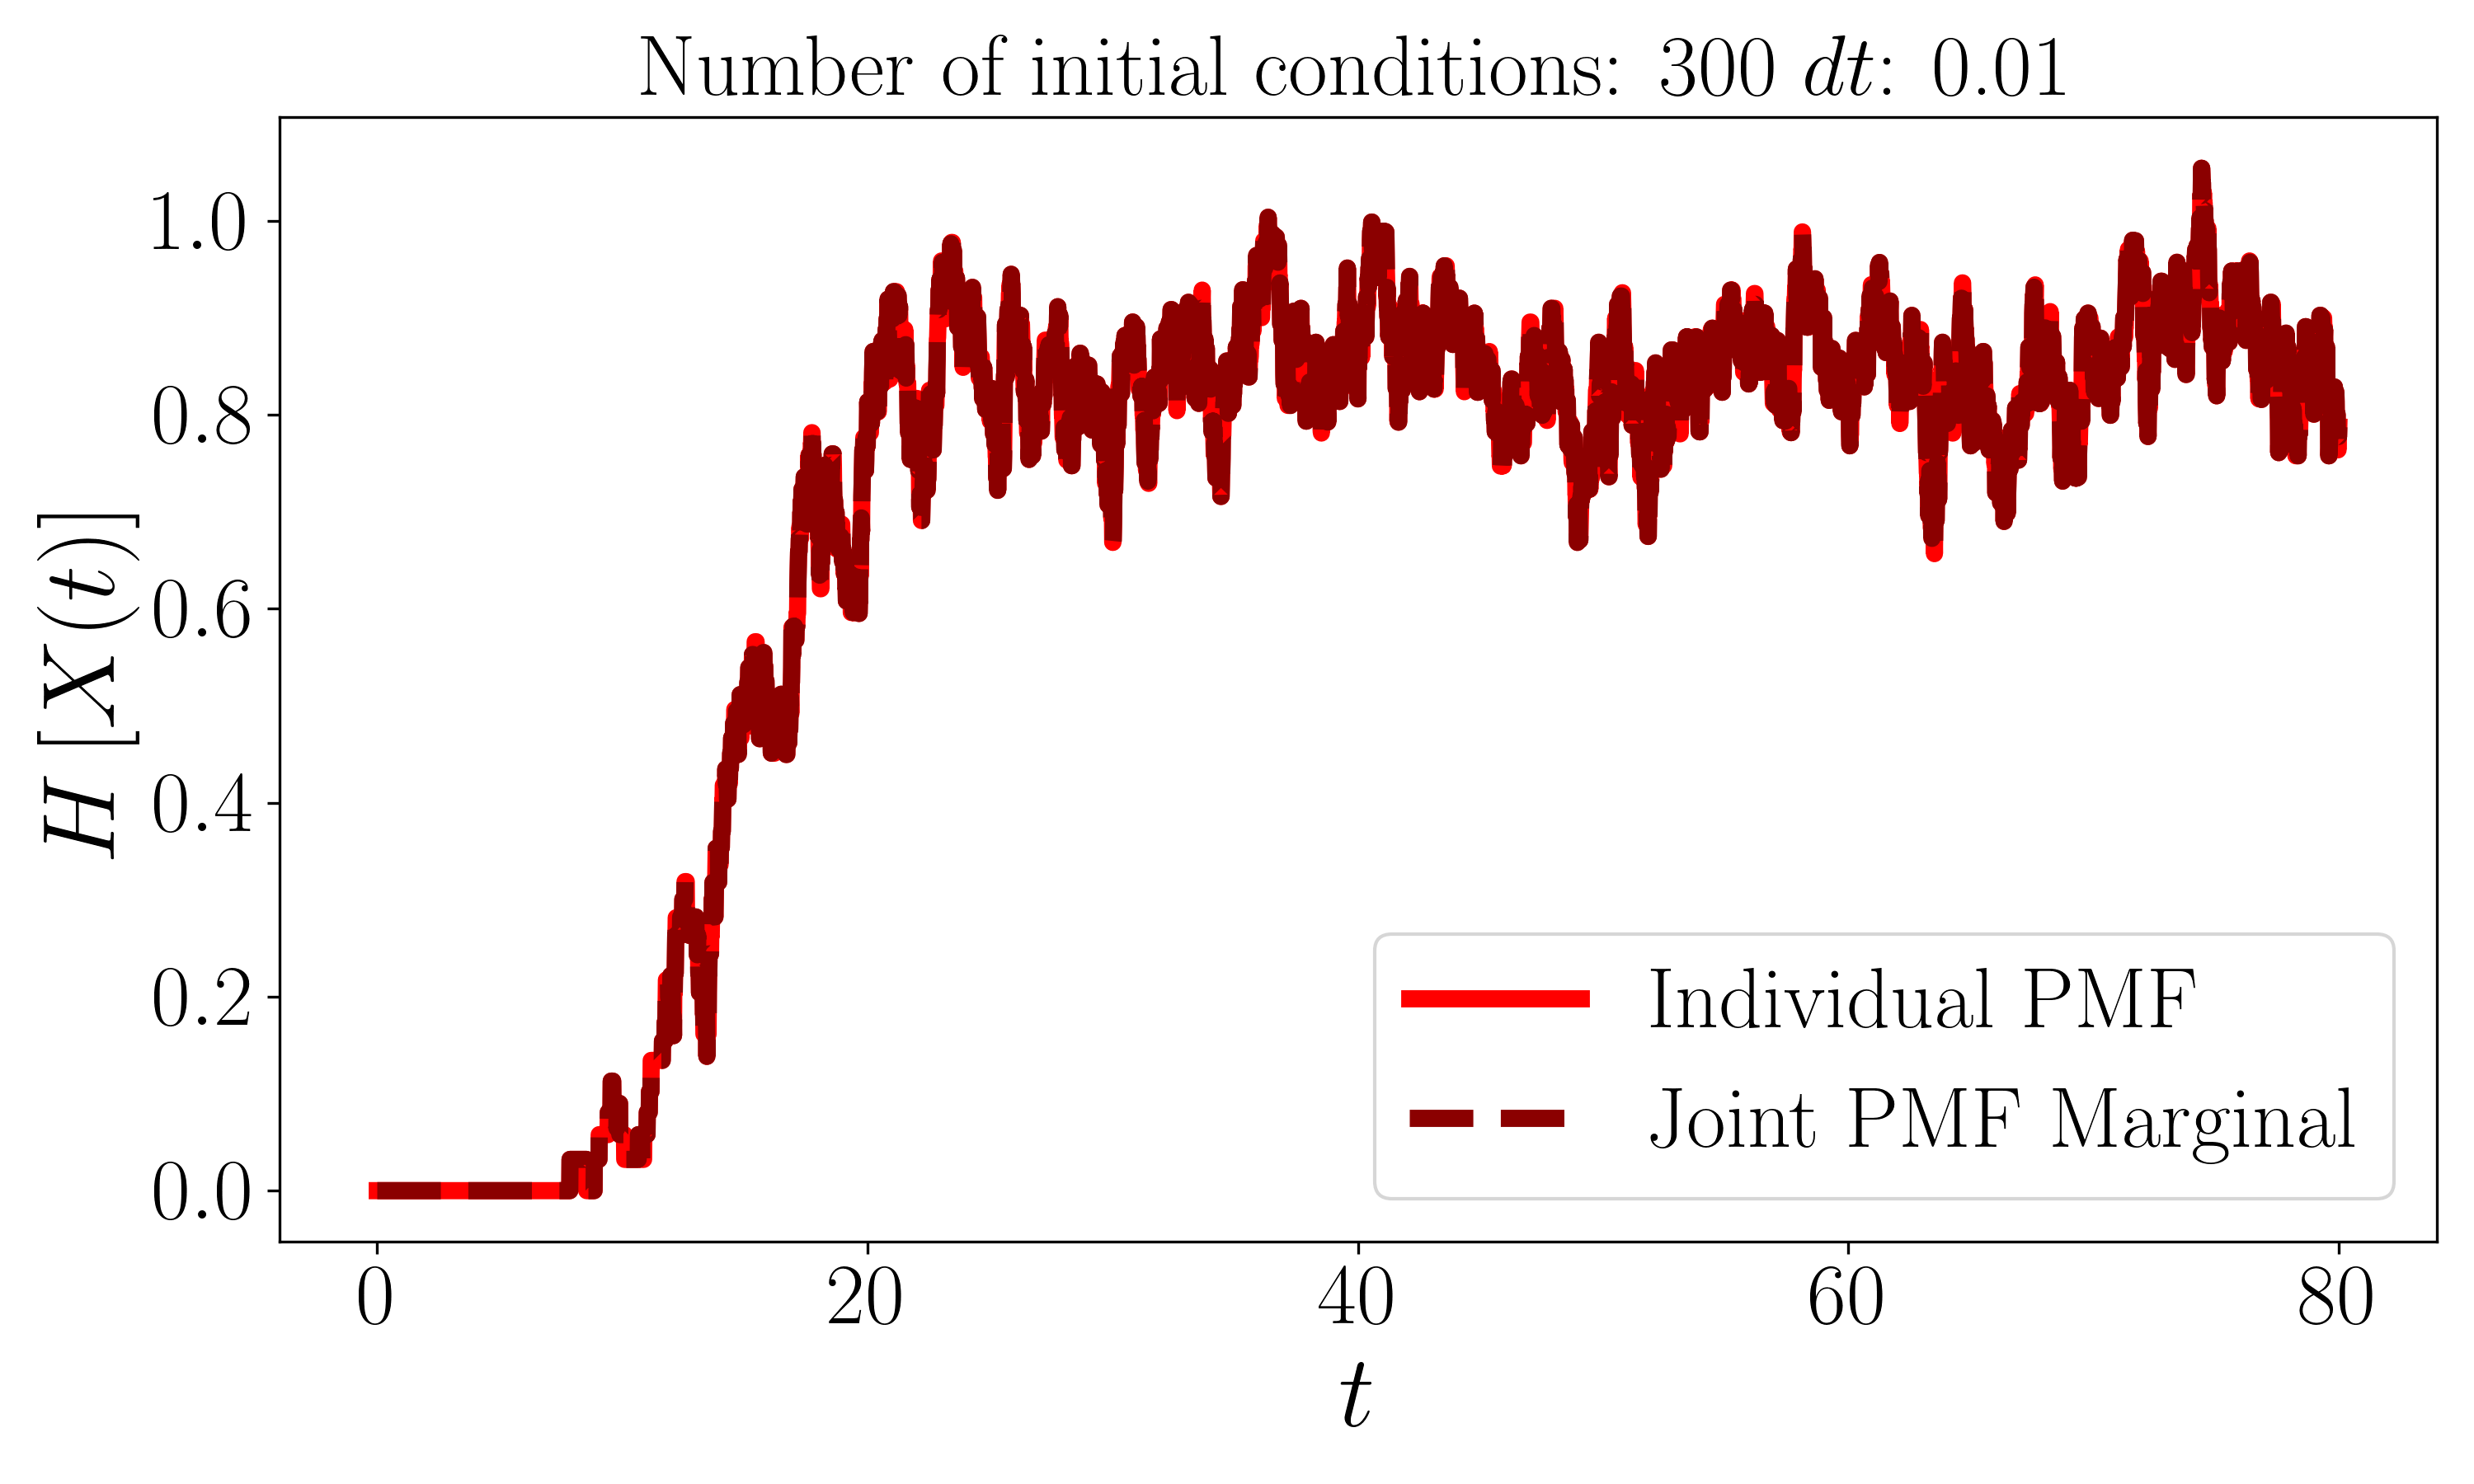 Number of initial conditions: 300 dt: 0.01
H [X(t)]
1.0
0.8
0.6
0.4
0.2
0.0
Individual PMF
Joint PMF Marginal
0 20 40 60 80
t